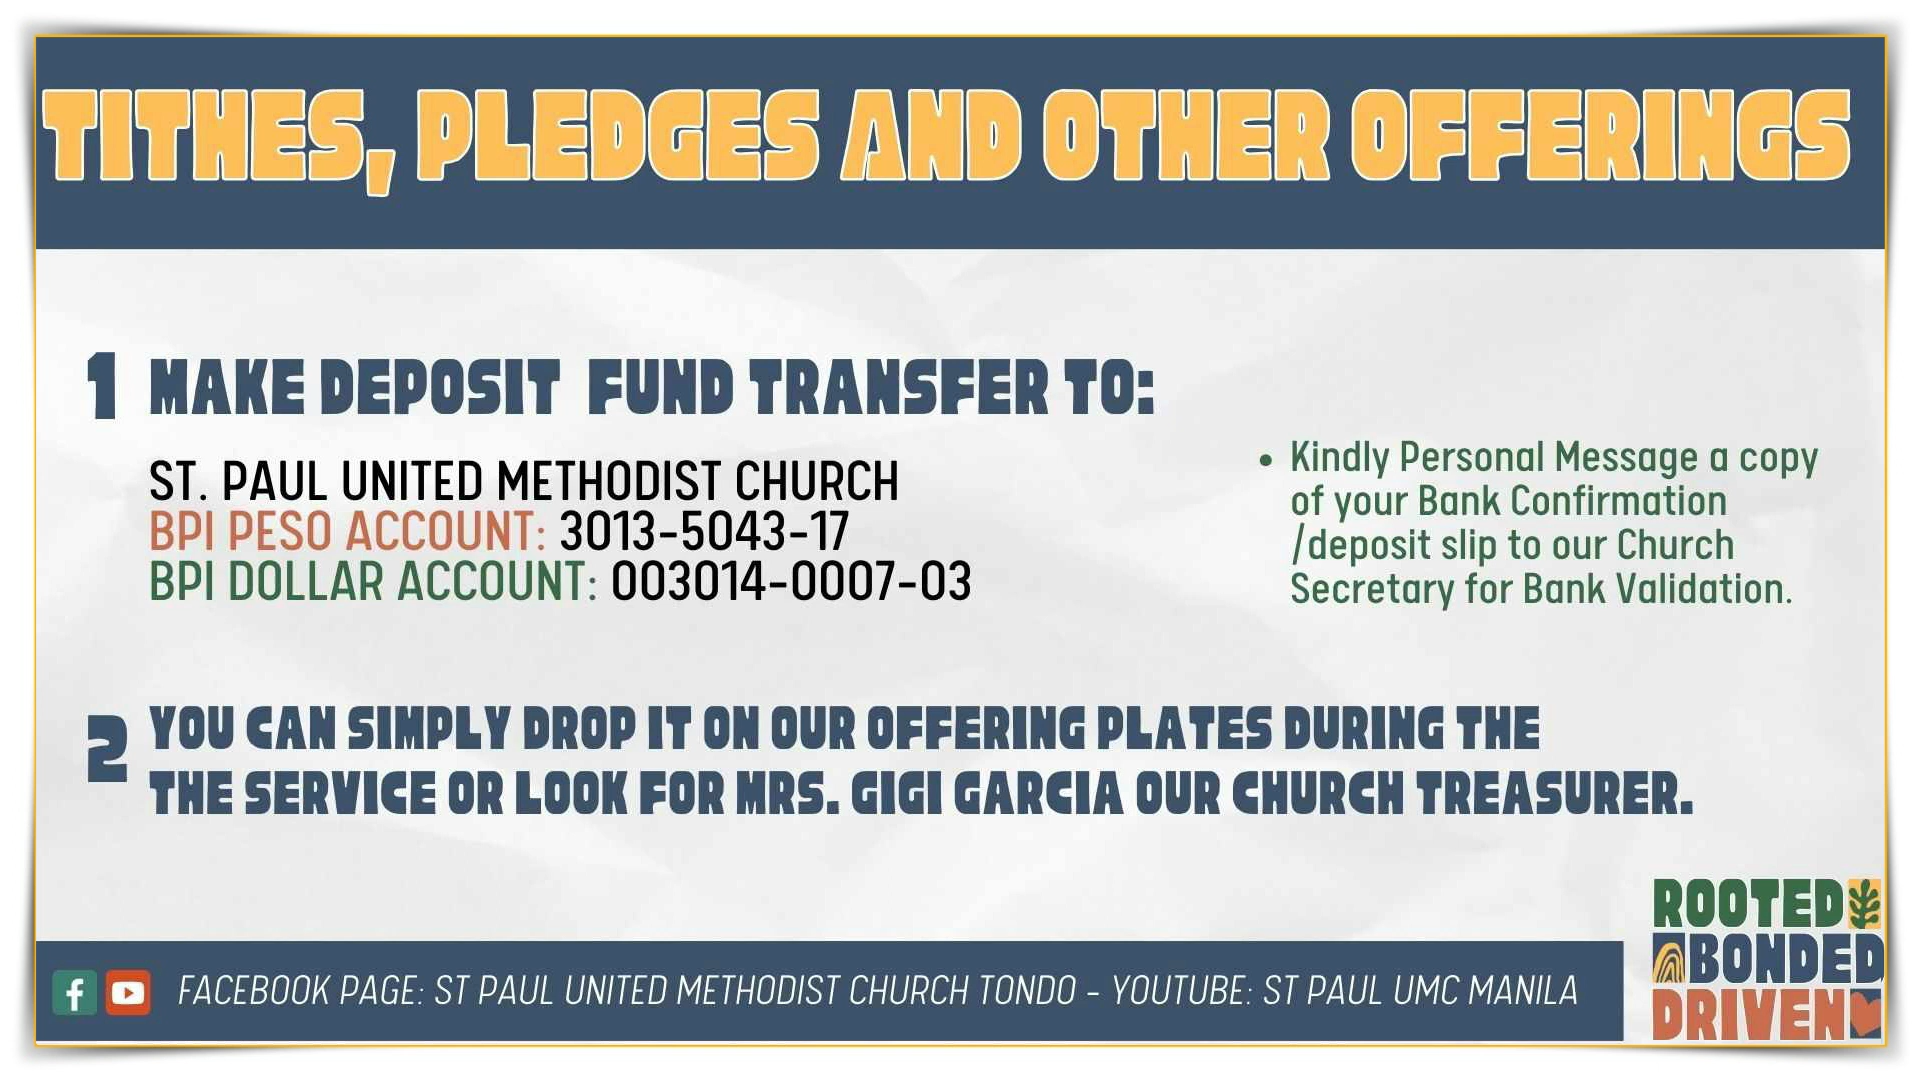 TITHES, PLEDGES AND OTHER OFFERINGS
1 MAKE DEPOSIT FUND TRANSFER TO:
ST. PAUL UNITED METHODIST CHURCH
BPI PESO ACCOUNT: 3013-5043-17
BPI DOLLAR ACCOUNT: 003014-0007-03
• Kindly Personal Message a copy
of your Bank Confirmation
/deposit slip to our Church
Secretary for Bank Validation.
2 YOU CAN SIMPLY DROP IT ON OUR OFFERING PLATES DURING THE
THE SERVICE OR LOOK FOR MRS. GIGI GARCIA OUR CHURCH TREASURER.
FACEBOOK PAGE: ST PAUL UNITED METHODIST CHURCH TONDO - YOUTUBE: ST PAUL UMC MANILA
ROOTED
BONDED
DRIVEN